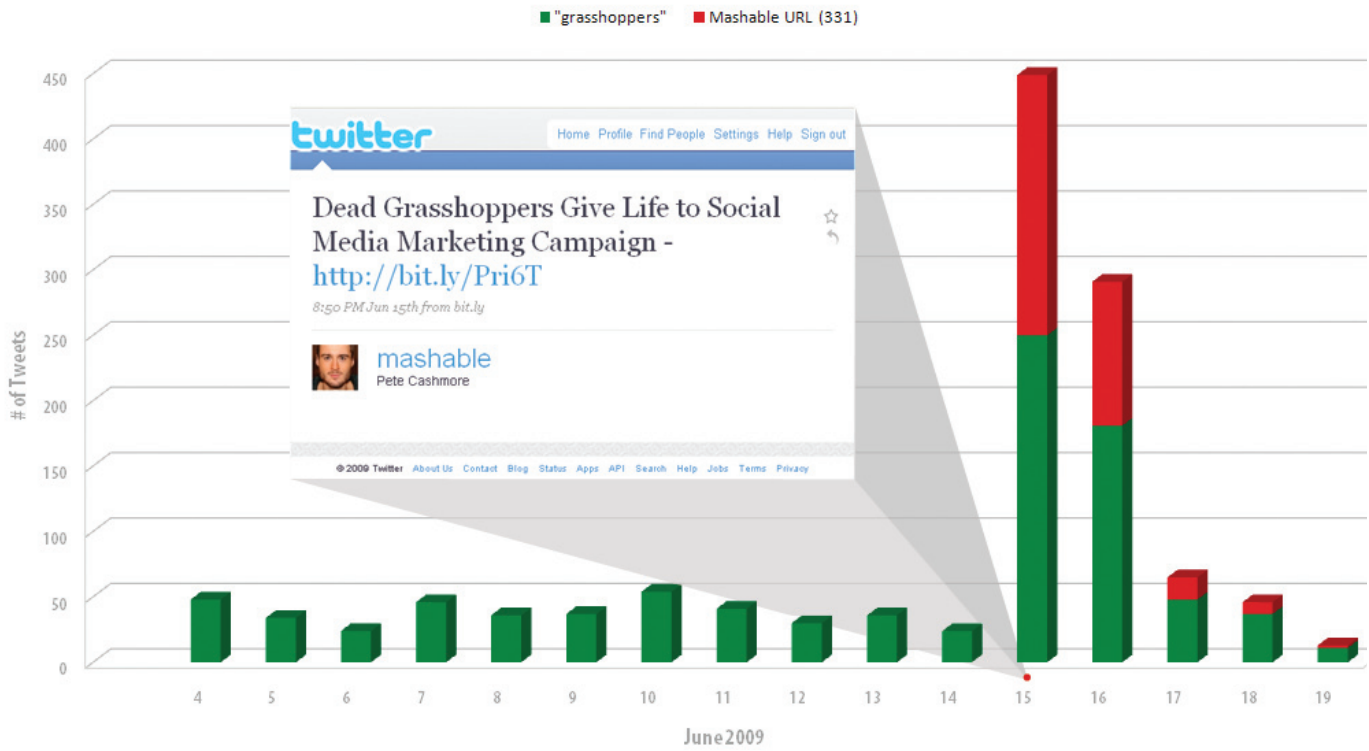 "grasshoppers" Mashable URL (331)
450
400
350
300
250
200
150
100
50
0
# of Tweets
twitter
Home Profile Find People Settings Help Sign out
Dead Grasshoppers Give Life to Social
Media Marketing Campaign -
http://bit.ly/Pri6T
8:50 PM Jun 15th from bit.ly
mashable
Pete Cashmore
© 2009 Twitter About Us Contact Blog Status Apps API Search Help Jobs Terms Privacy
4 5 6 7 8 9 10 11 12 13 14 15 16 17 18 19
June2009